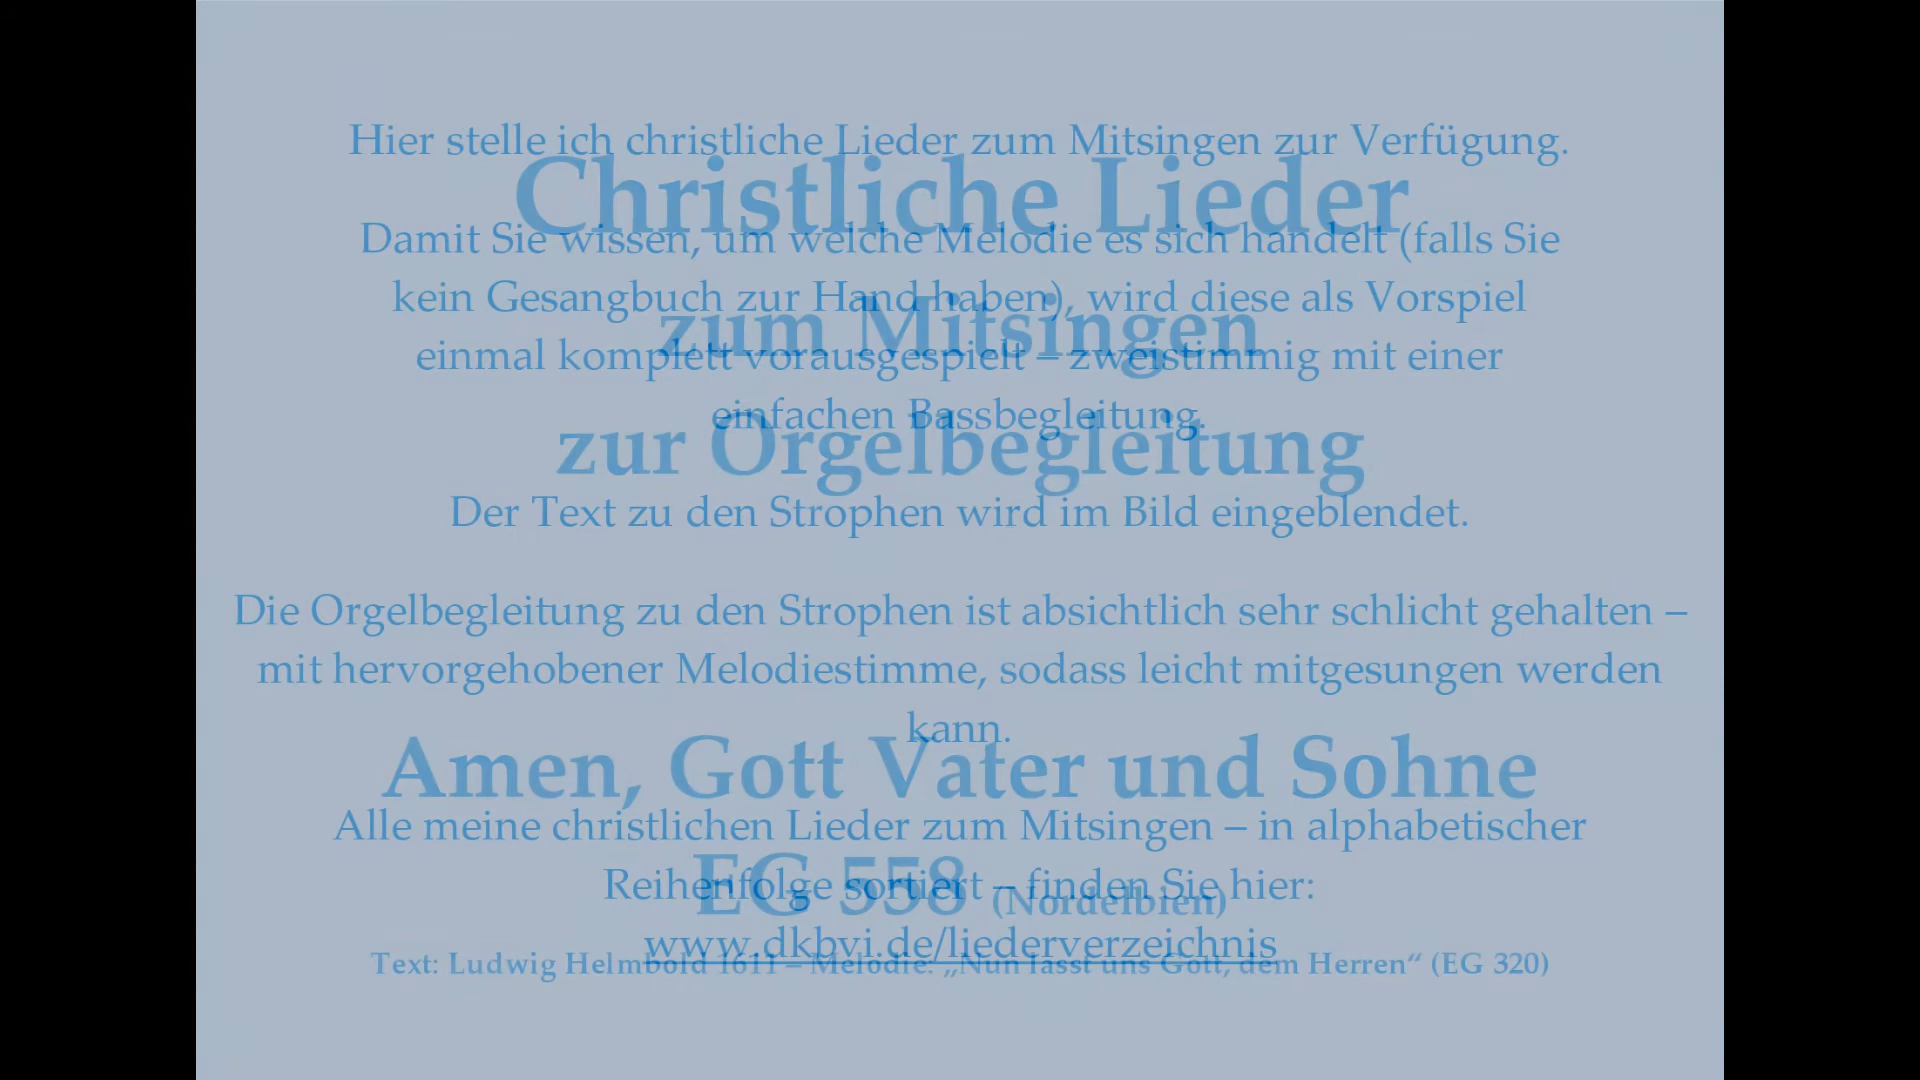 Hier stelle ich christliche Lieder zum Mitsingen zur Verfügung.
Christliche Lieder
Damit Sie wissen, um welche Melodie es sich handelt (falls Sie
kein Gesangbuch zur Hand haben), wird diese als Vorspiel
zum Mitsingen
einmal komplett vorausgespielt – zweistimmig mit einer
einfachen Bassbegleitung.
zur Orgelbegleitung
Der Text zu den Strophen wird im Bild eingeblendet.
Die Orgelbegleitung zu den Strophen ist absichtlich sehr schlicht gehalten –
mit hervorgehobener Melodiestimme, sodass leicht mitgesungen werden
kann.
Amen, Gott Vater und Sohne
Alle meine christlichen Lieder zum Mitsingen – in alphabetischer
Reihenfolge sortiert – finden Sie hier:
EG 558 (Nordelbien)
www.dkbvi.de/liederverzeichnis
Text: Ludwig Helmbold 1611 – Melodie: „Nun lasst uns Gott, dem Herren“ (EG 320)